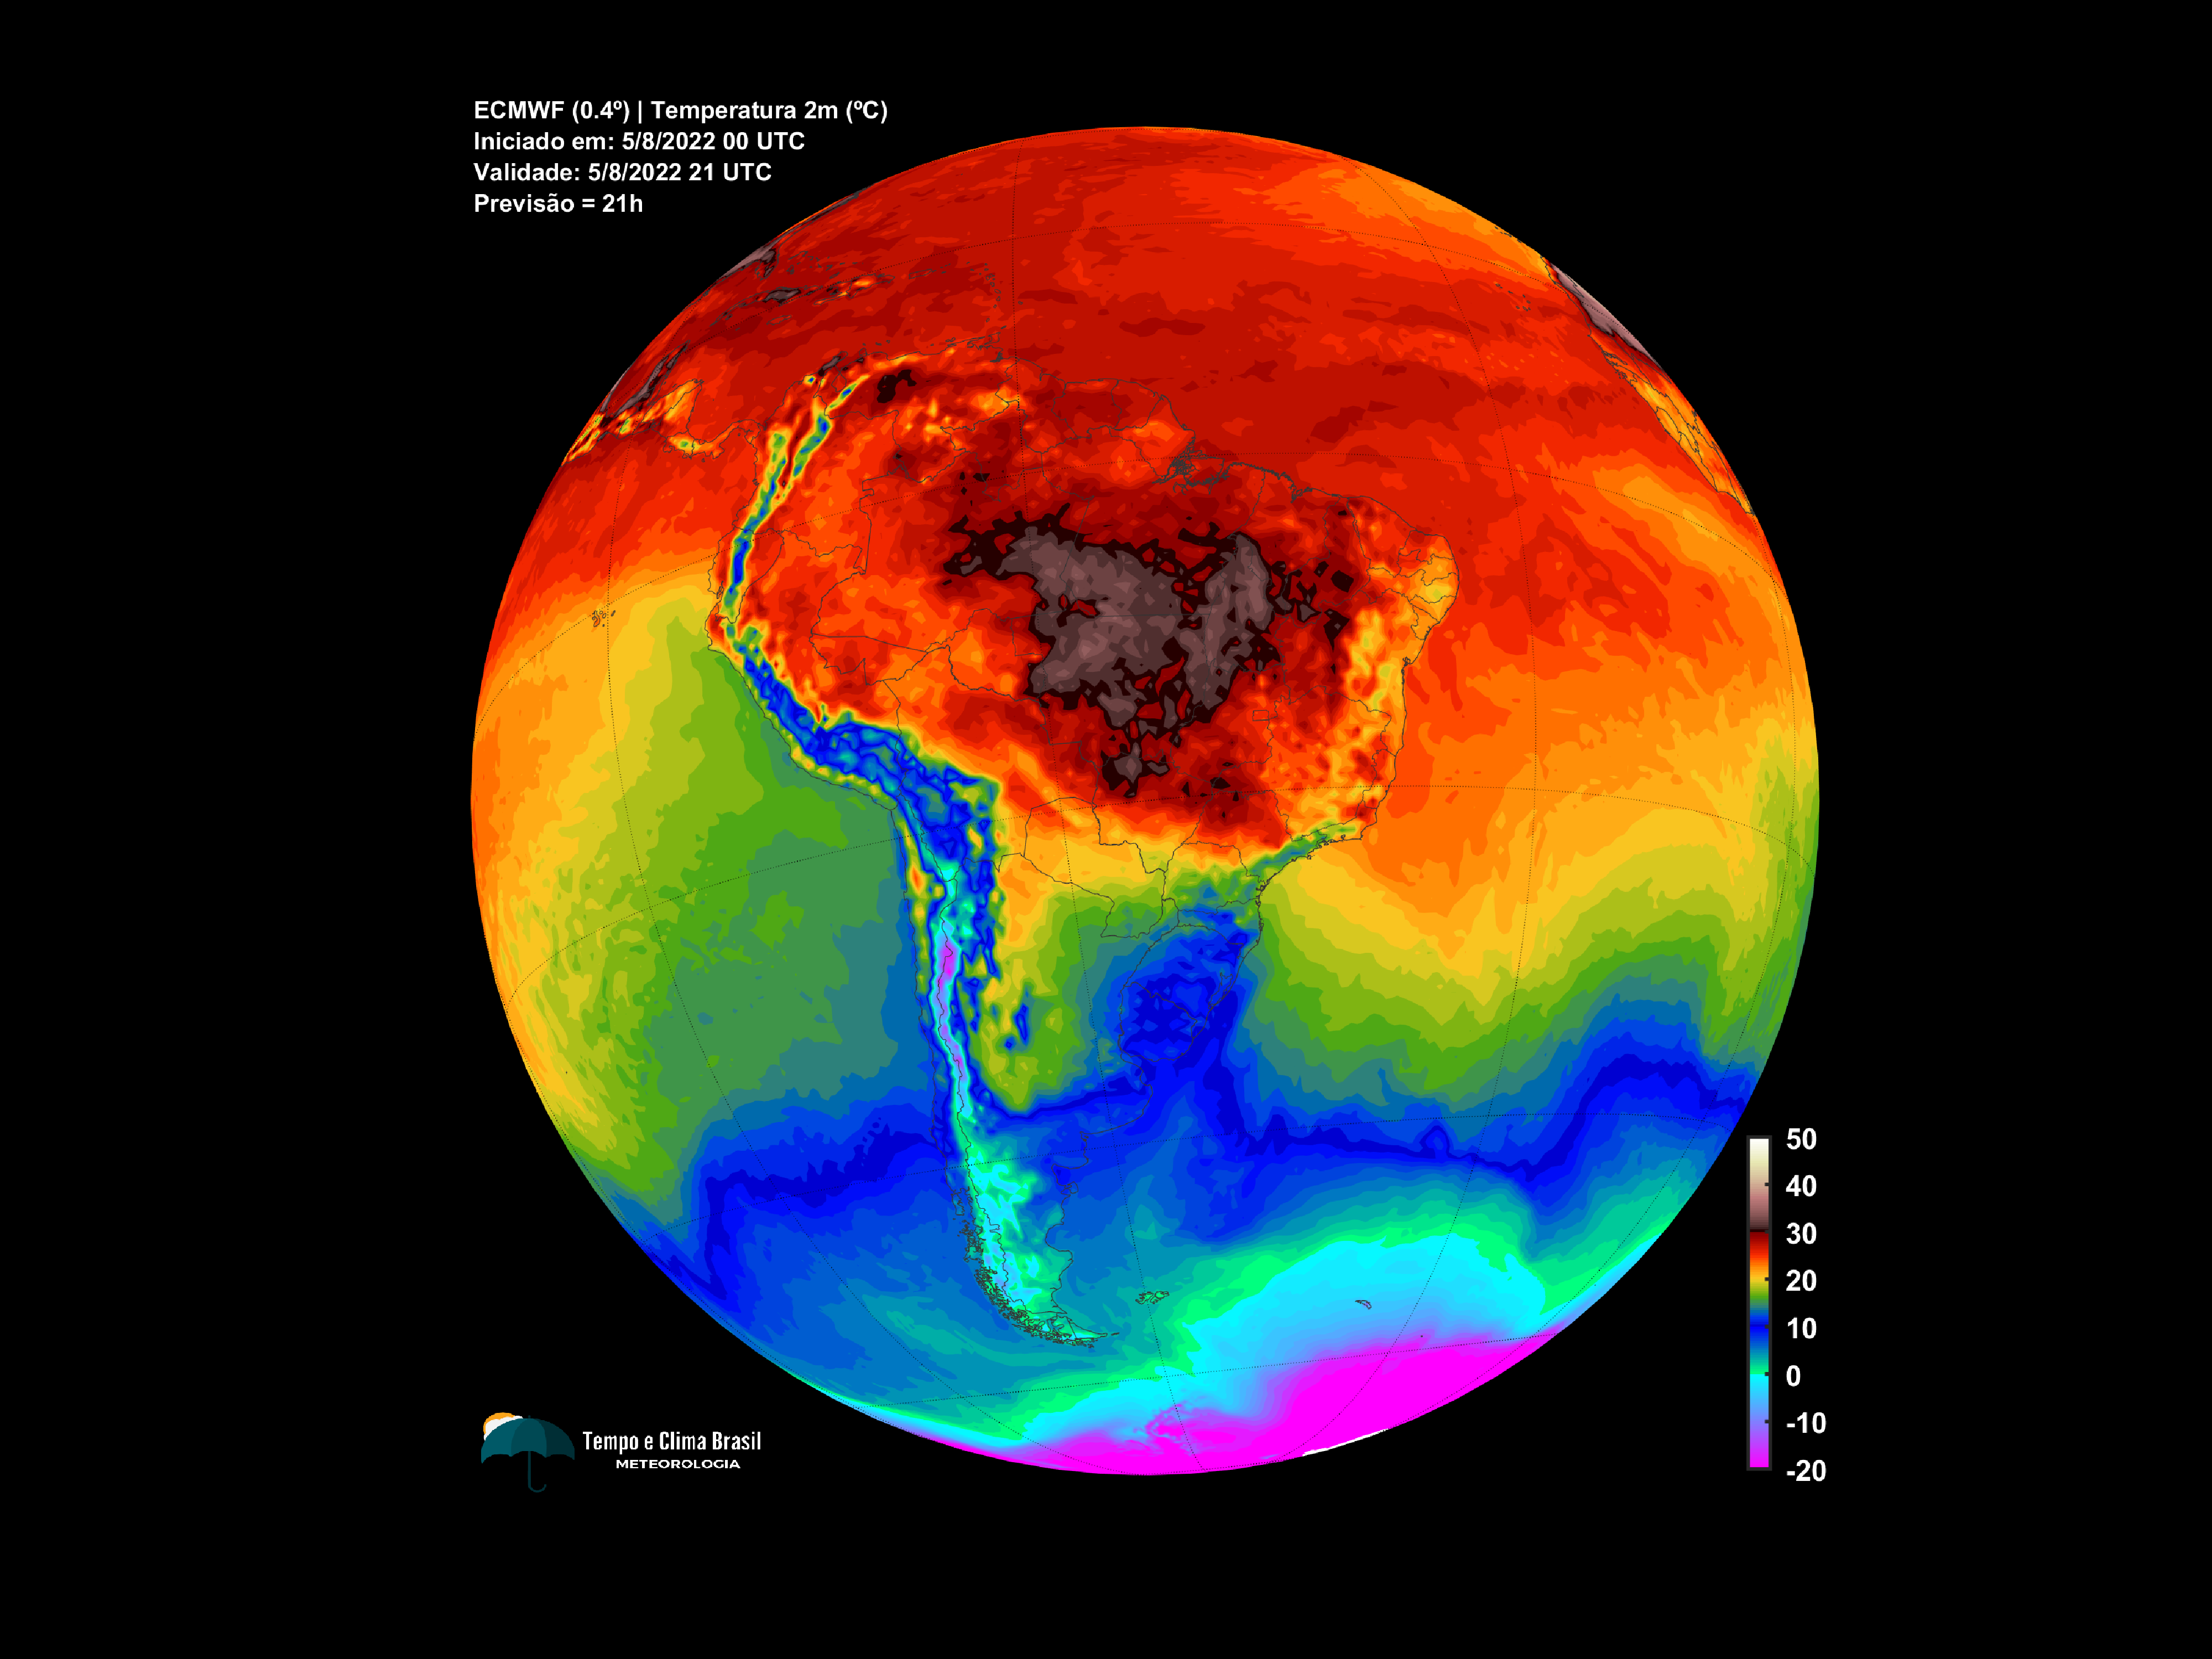 ECMWF (0.4º) | Temperatura 2m (ºC)
Iniciado em: 5/8/2022 00 UTC
Validade: 5/8/2022 21 UTC
Previsão = 21h
50
40
30
20
10
0
-10
-20
Tempo e Clima Brasil
METEOROLOGIA